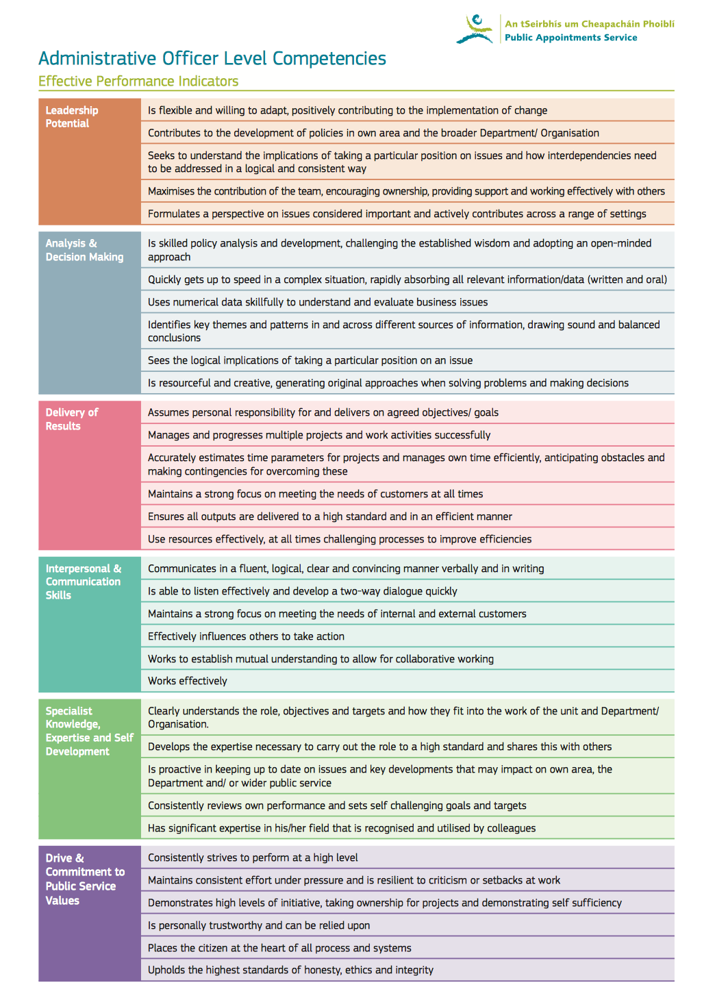 An tSeirbhís um Cheapacháin Phoiblí
Public Appointments Service
Administrative Officer Level Competencies
Effective Performance Indicators
Leadership
Potential
Is flexible and willing to adapt, positively contributing to the implementation of change
Contributes to the development of policies in own area and the broader Department/ Organisation
Seeks to understand the implications of taking a particular position on issues and how interdependencies need
to be addressed in a logical and consistent way
Maximises the contribution of the team, encouraging ownership, providing support and working effectively with others
Formulates a perspective on issues considered important and actively contributes across a range of settings
Analysis &
Decision Making
Is skilled policy analysis and development, challenging the established wisdom and adopting an open-minded
approach
Quickly gets up to speed in a complex situation, rapidly absorbing all relevant information/data (written and oral)
Uses numerical data skillfully to understand and evaluate business issues
Identifies key themes and patterns in and across different sources of information, drawing sound and balanced
conclusions
Sees the logical implications of taking a particular position on an issue
Is resourceful and creative, generating original approaches when solving problems and making decisions
Delivery of
Results
Assumes personal responsibility for and delivers on agreed objectives/ goals
Manages and progresses multiple projects and work activities successfully
Accurately estimates time parameters for projects and manages own time efficiently, anticipating obstacles and
making contingencies for overcoming these
Maintains a strong focus on meeting the needs of customers at all times
Ensures all outputs are delivered to a high standard and in an efficient manner
Use resources effectively, at all times challenging processes to improve efficiencies
Interpersonal &
Communication
Skills
Communicates in a fluent, logical, clear and convincing manner verbally and in writing
Is able to listen effectively and develop a two-way dialogue quickly
Maintains a strong focus on meeting the needs of internal and external customers
Effectively influences others to take action
Works to establish mutual understanding to allow for collaborative working
Works effectively
Specialist
Knowledge,
Expertise and Self
Development
Clearly understands the role, objectives and targets and how they fit into the work of the unit and Department/
Organisation.
Develops the expertise necessary to carry out the role to a high standard and shares this with others
Is proactive in keeping up to date on issues and key developments that may impact on own area, the
Department and/ or wider public service
Consistently reviews own performance and sets self challenging goals and targets
Has significant expertise in his/her field that is recognised and utilised by colleagues
Drive &
Commitment to
Public Service
Values
Consistently strives to perform at a high level
Maintains consistent effort under pressure and is resilient to criticism or setbacks at work
Demonstrates high levels of initiative, taking ownership for projects and demonstrating self sufficiency
Is personally trustworthy and can be relied upon
Places the citizen at the heart of all process and systems
Upholds the highest standards of honesty, ethics and integrity